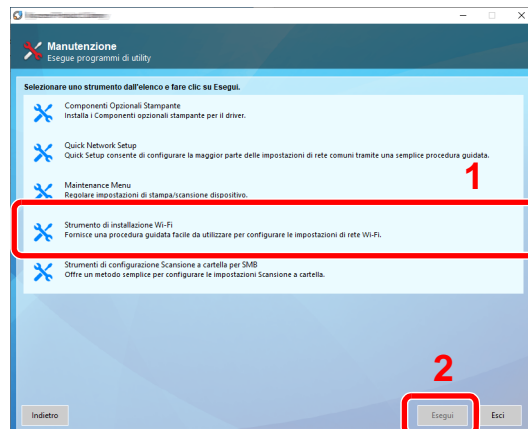 Manutenzione
Esegue programmi di utility
Selezionare uno strumento dall'elenco e fare clic su Esegui.
Componenti Opzionali Stampante
Installa i Componenti opzionali stampante per il driver.
Quick Network Setup
Quick Setup consente di configurare la maggior parte delle impostazioni di rete comuni tramite una semplice procedura guidata.
1
Maintenance Menu
Regolare impostazioni di stampa/scansione dispositivo.
Strumento di installazione Wi-Fi
Fornisce una procedura guidata facile da utilizzare per configurare le impostazioni di rete Wi-Fi.
Strumenti di configurazione Scansione a cartella per SMB
Offre un metodo semplice per configurare le impostazioni Scansione a cartella.
2
Indietro
Esegui
Esci